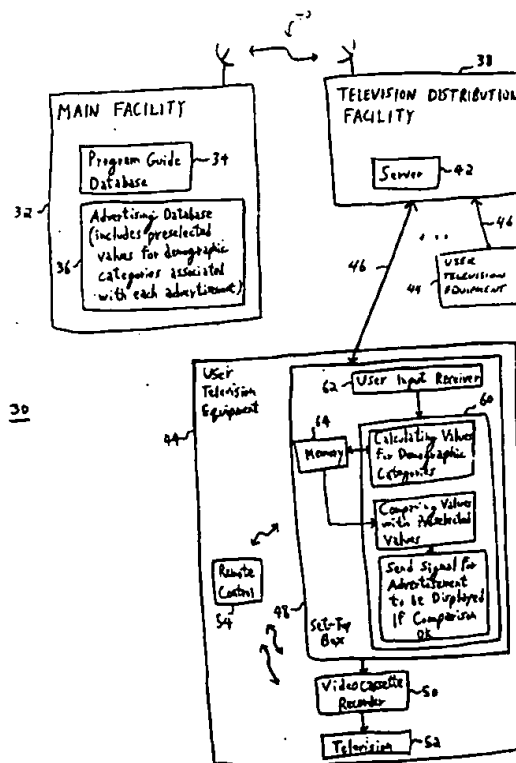 38
MAIN FACILITY
TELEVISION DISTRIBUTION
FACILITY
Program Guide
Database
34
Server
42
32
36
Advertising Database
(includes preselected
values for demographic
categories associated
with each advertisement)
46
...
46
44
USER
TELEVISION
EQUIPMENT
30
User
Television
Equipment
44
62
User Input Receiver
60
64
Memory
Calculating Values
for Demographic
Categories
Comparing Values
with Preselected
Values
Send Signal for
Advertisement
to be Displayed
If Comparison
OK
Remote
Control
54
48
Set-Top
Box
Videocassette
Recorder
50
Television
52